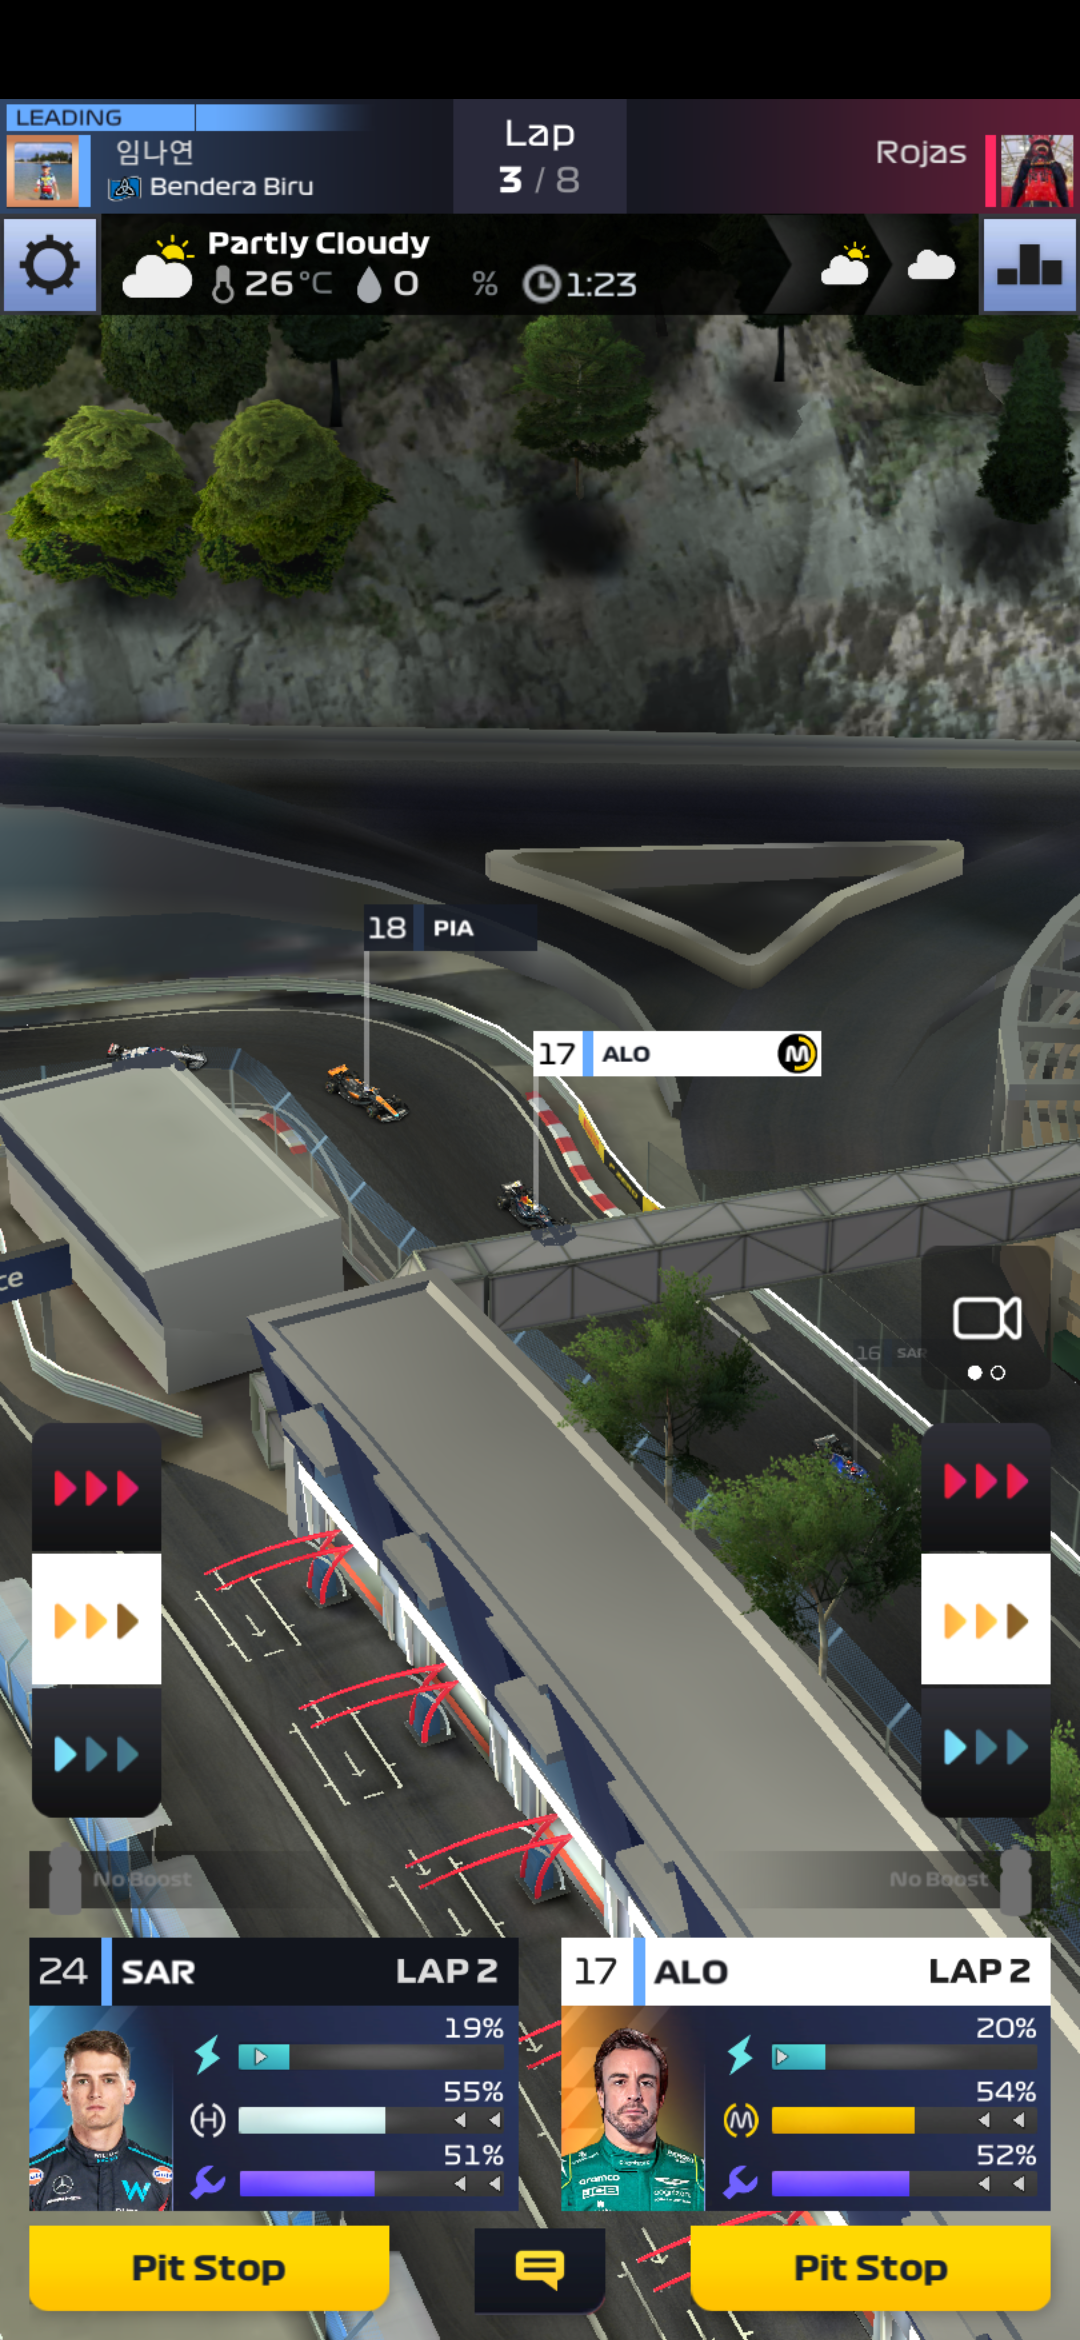 LEADING
임나연
Bendera Biru
Lap
3 / 8
Rojas
Partly Cloudy
26°C 0 % 1:23
18 PIA
17 ALO M
ce
16 SAR
No Boost
No Boost
24 SAR LAP 2
19%
H 55%
51%
17 ALO LAP 2
20%
M 54%
52%
Pit Stop
Pit Stop